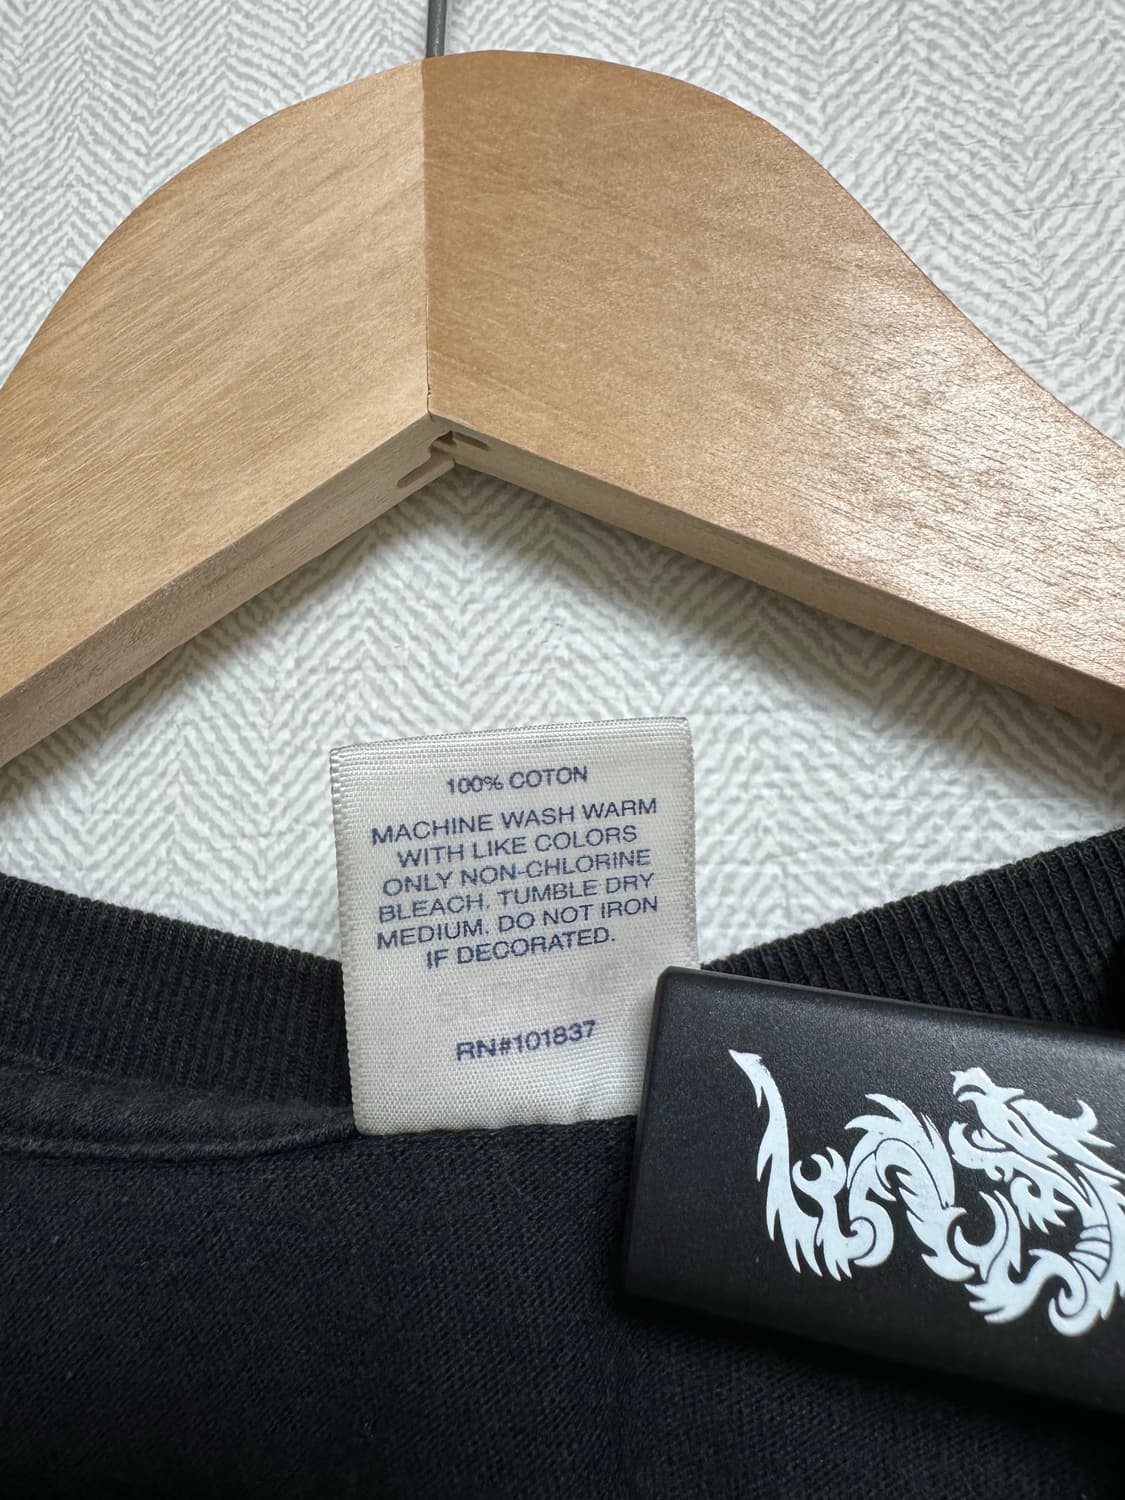 100% COTON
MACHINE WASH WARM
WITH LIKE COLORS
ONLY NON-CHLORINE
BLEACH. TUMBLE DRY
MEDIUM. DO NOT IRON
IF DECORATED.
RN#101837